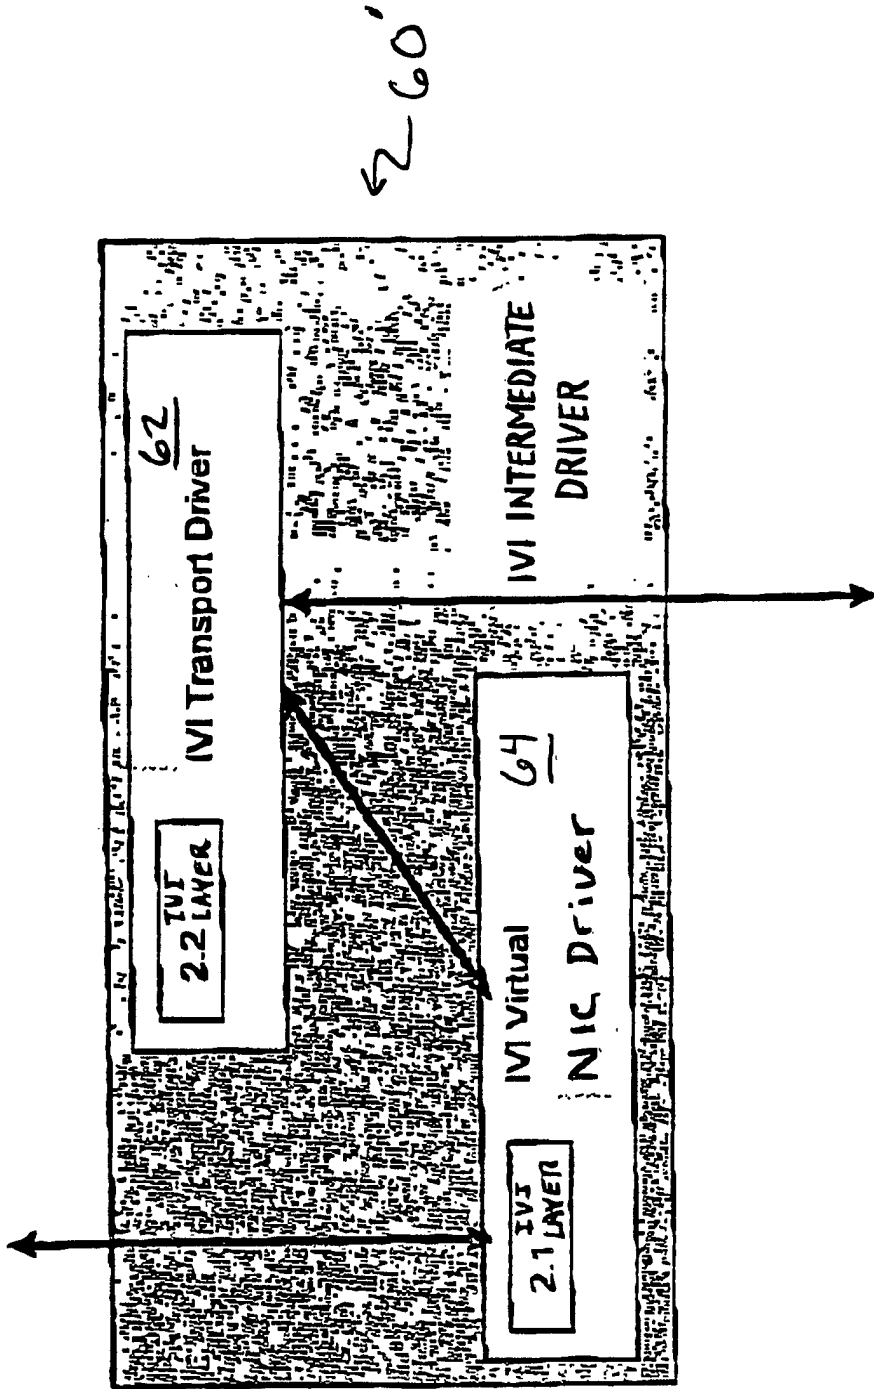 260'
62
IVI Transport Driver
2.2 IVI
LAYER
IVI INTERMEDIATE
DRIVER
IVI Virtual 64
NIC Driver
2.1 IVI
LAYER